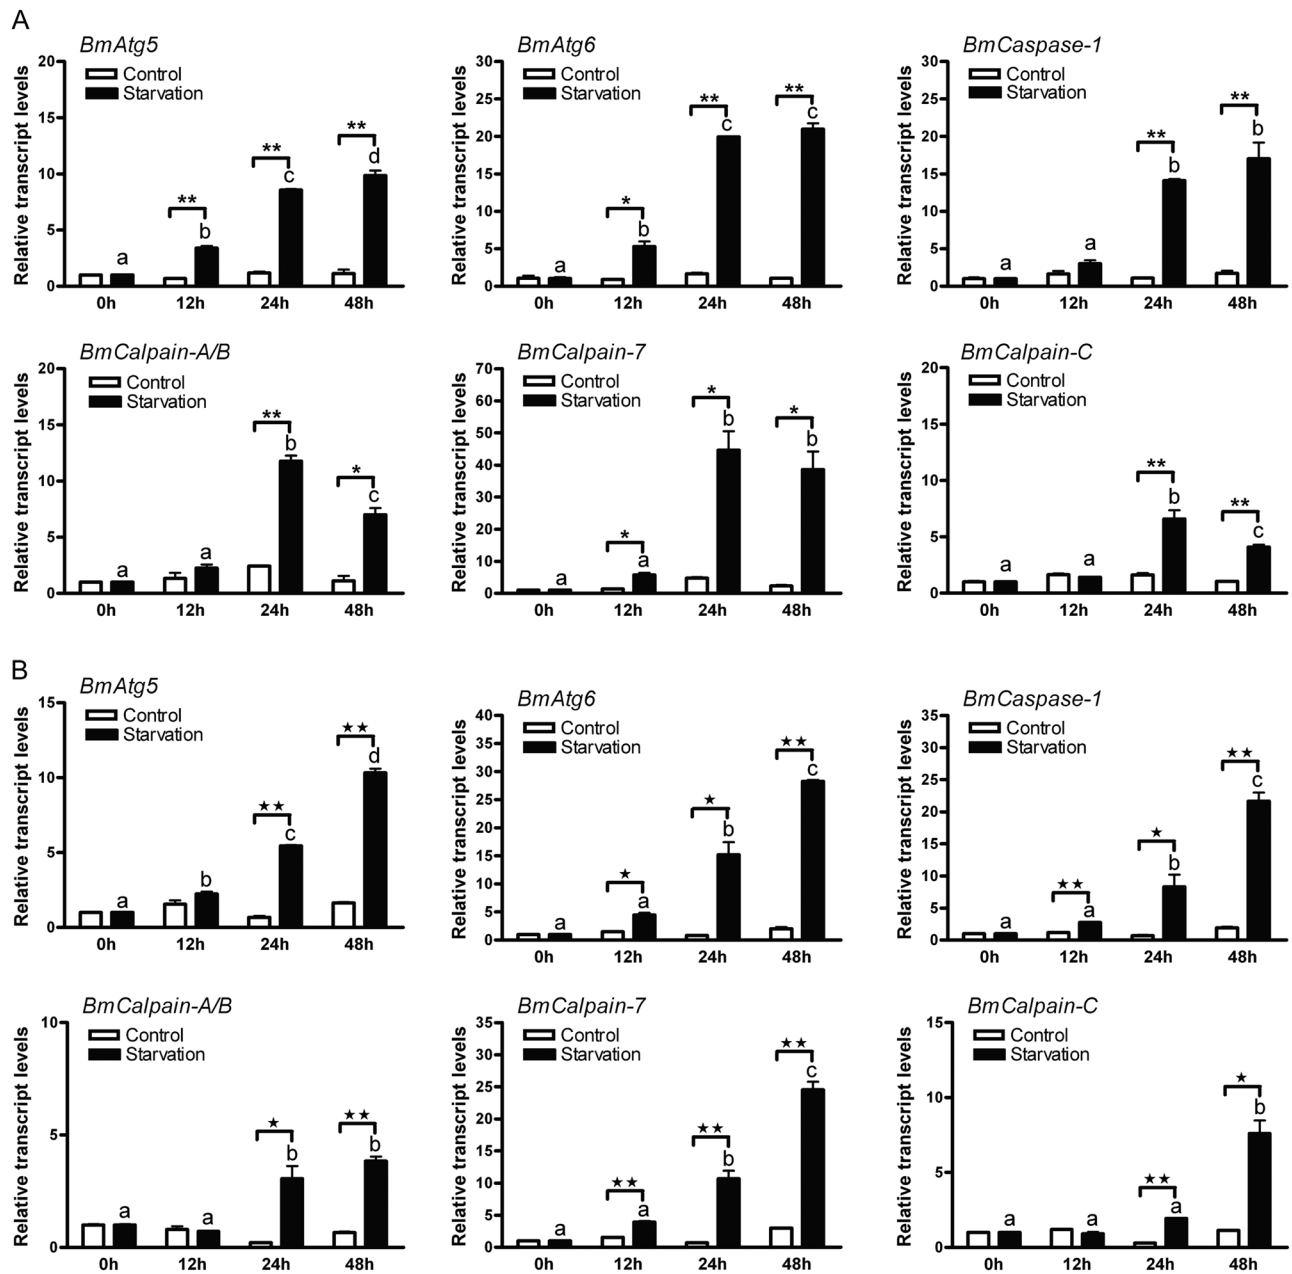 A
BmAtg5
Relative transcript levels
20
15
10
5
0
Control
Starvation
a
**
b
**
c
**
d
0h 12h 24h 48h
BmAtg6
Relative transcript levels
30
25
20
15
10
5
0
Control
Starvation
a
*
b
**
c
**
c
0h 12h 24h 48h
BmCaspase-1
Relative transcript levels
30
25
20
15
10
5
0
Control
Starvation
a
a
**
b
**
b
0h 12h 24h 48h
BmCalpain-A/B
Relative transcript levels
20
15
10
5
0
Control
Starvation
a
a
**
b
*
c
0h 12h 24h 48h
BmCalpain-7
Relative transcript levels
70
60
50
40
30
20
10
0
Control
Starvation
a
*
a
*
b
*
b
0h 12h 24h 48h
BmCalpain-C
Relative transcript levels
20
15
10
5
0
Control
Starvation
a
a
**
b
**
c
0h 12h 24h 48h
B
BmAtg5
Relative transcript levels
15
10
5
0
Control
Starvation
a
b
★★
c
★★
d
0h 12h 24h 48h
BmAtg6
Relative transcript levels
40
35
30
25
20
15
10
5
0
Control
Starvation
a
★
a
★
b
★★
c
0h 12h 24h 48h
BmCaspase-1
Relative transcript levels
35
30
25
20
15
10
5
0
Control
Starvation
a
★★
a
★
b
★★
c
0h 12h 24h 48h
BmCalpain-A/B
Relative transcript levels
10
5
0
Control
Starvation
a
a
★
b
★★
b
0h 12h 24h 48h
BmCalpain-7
Relative transcript levels
35
30
25
20
15
10
5
0
Control
Starvation
a
★★
a
★★
b
★★
c
0h 12h 24h 48h
BmCalpain-C
Relative transcript levels
15
10
5
0
Control
Starvation
a
a
★★
a
★
b
0h 12h 24h 48h